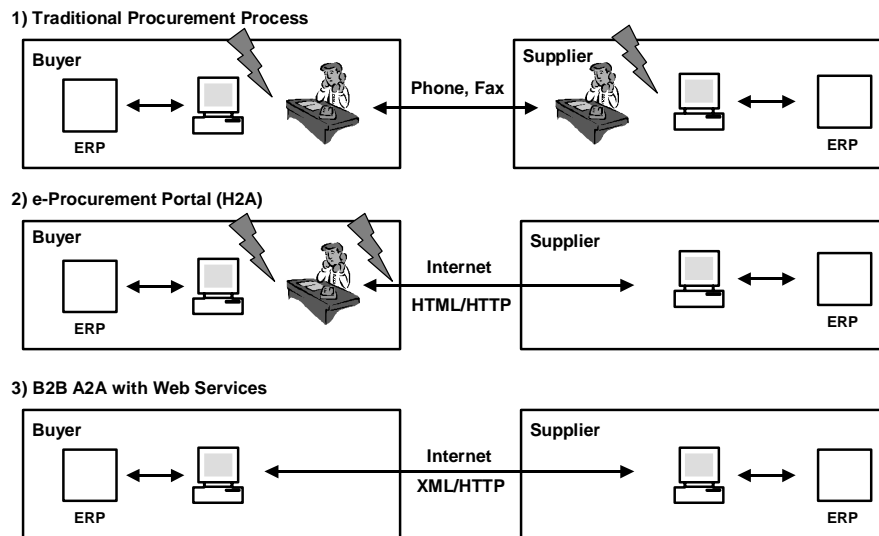 1) Traditional Procurement Process
Buyer
Supplier
Phone, Fax
ERP
ERP
2) e-Procurement Portal (H2A)
Buyer
Supplier
Internet
HTML/HTTP
ERP
ERP
3) B2B A2A with Web Services
Buyer
Supplier
Internet
XML/HTTP
ERP
ERP